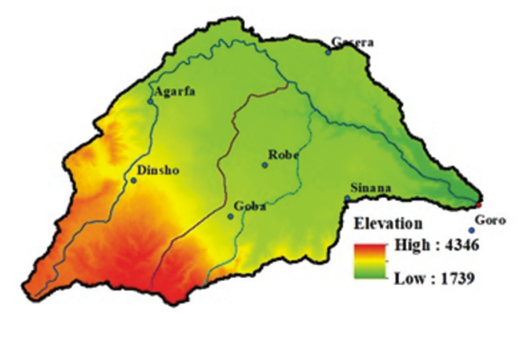 Gasera
Agarfa
Robe
Dinsho
Sinana
Goba
Goro
Elevation
High : 4346
Low : 1739